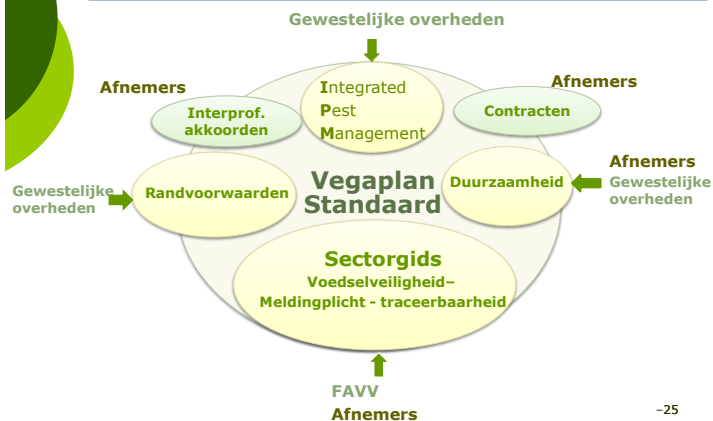 Gewestelijke overheden
Afnemers
Afnemers
Integrated
Pest
Management
Interprof.
akkoorden
Contracten
Afnemers
Gewestelijke
overheden
Gewestelijke
overheden
Randvoorwaarden
Vegaplan
Standaard
Duurzaamheid
Sectorgids
Voedselveiligheid–
Meldingplicht - traceerbaarheid
FAVV
Afnemers
–25